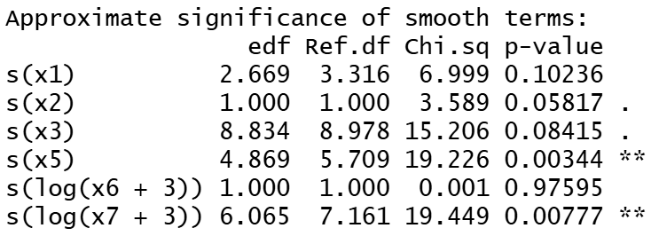 Approximate significance of smooth terms:
edf Ref.df Chi.sq p-value
s(x1) 2.669 3.316 6.999 0.10236
s(x2) 1.000 1.000 3.589 0.05817 .
s(x3) 8.834 8.978 15.206 0.08415 .
s(x5) 4.869 5.709 19.226 0.00344 **
s(log(x6 + 3)) 1.000 1.000 0.001 0.97595
s(log(x7 + 3)) 6.065 7.161 19.449 0.00777 **